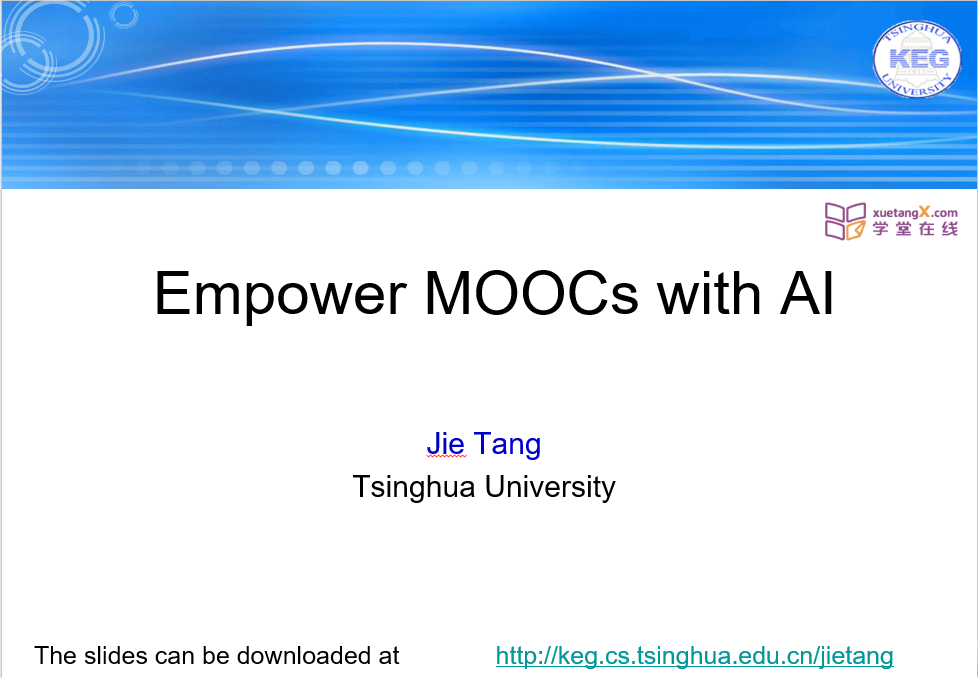 TSINGHUA
KEG
UNIVERSITY
xuetangX.com
学堂在线
Empower MOOCs with AI
Jie Tang
Tsinghua University
The slides can be downloaded at http://keg.cs.tsinghua.edu.cn/jietang